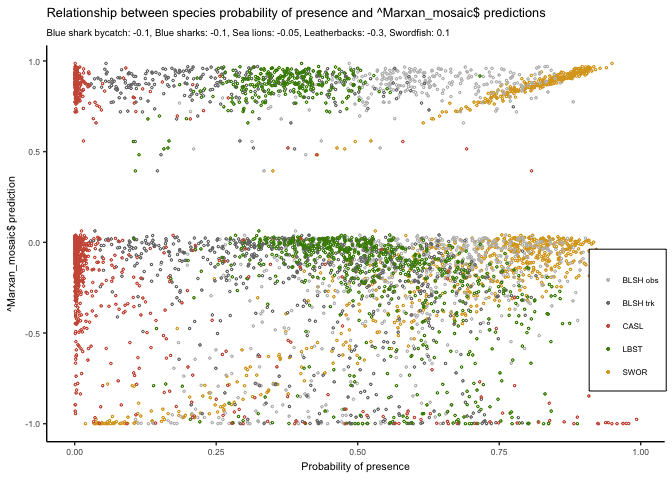 Relationship between species probability of presence and ^Marxan_mosaic$ predictions
Blue shark bycatch: -0.1, Blue sharks: -0.1, Sea lions: -0.05, Leatherbacks: -0.3, Swordfish: 0.1
^Marxan_mosaic$ prediction
1.0
0.5
0.0
-0.5
-1.0
BLSH obs
BLSH trk
CASL
LBST
SWOR
0.00 0.25 0.50 0.75 1.00
Probability of presence